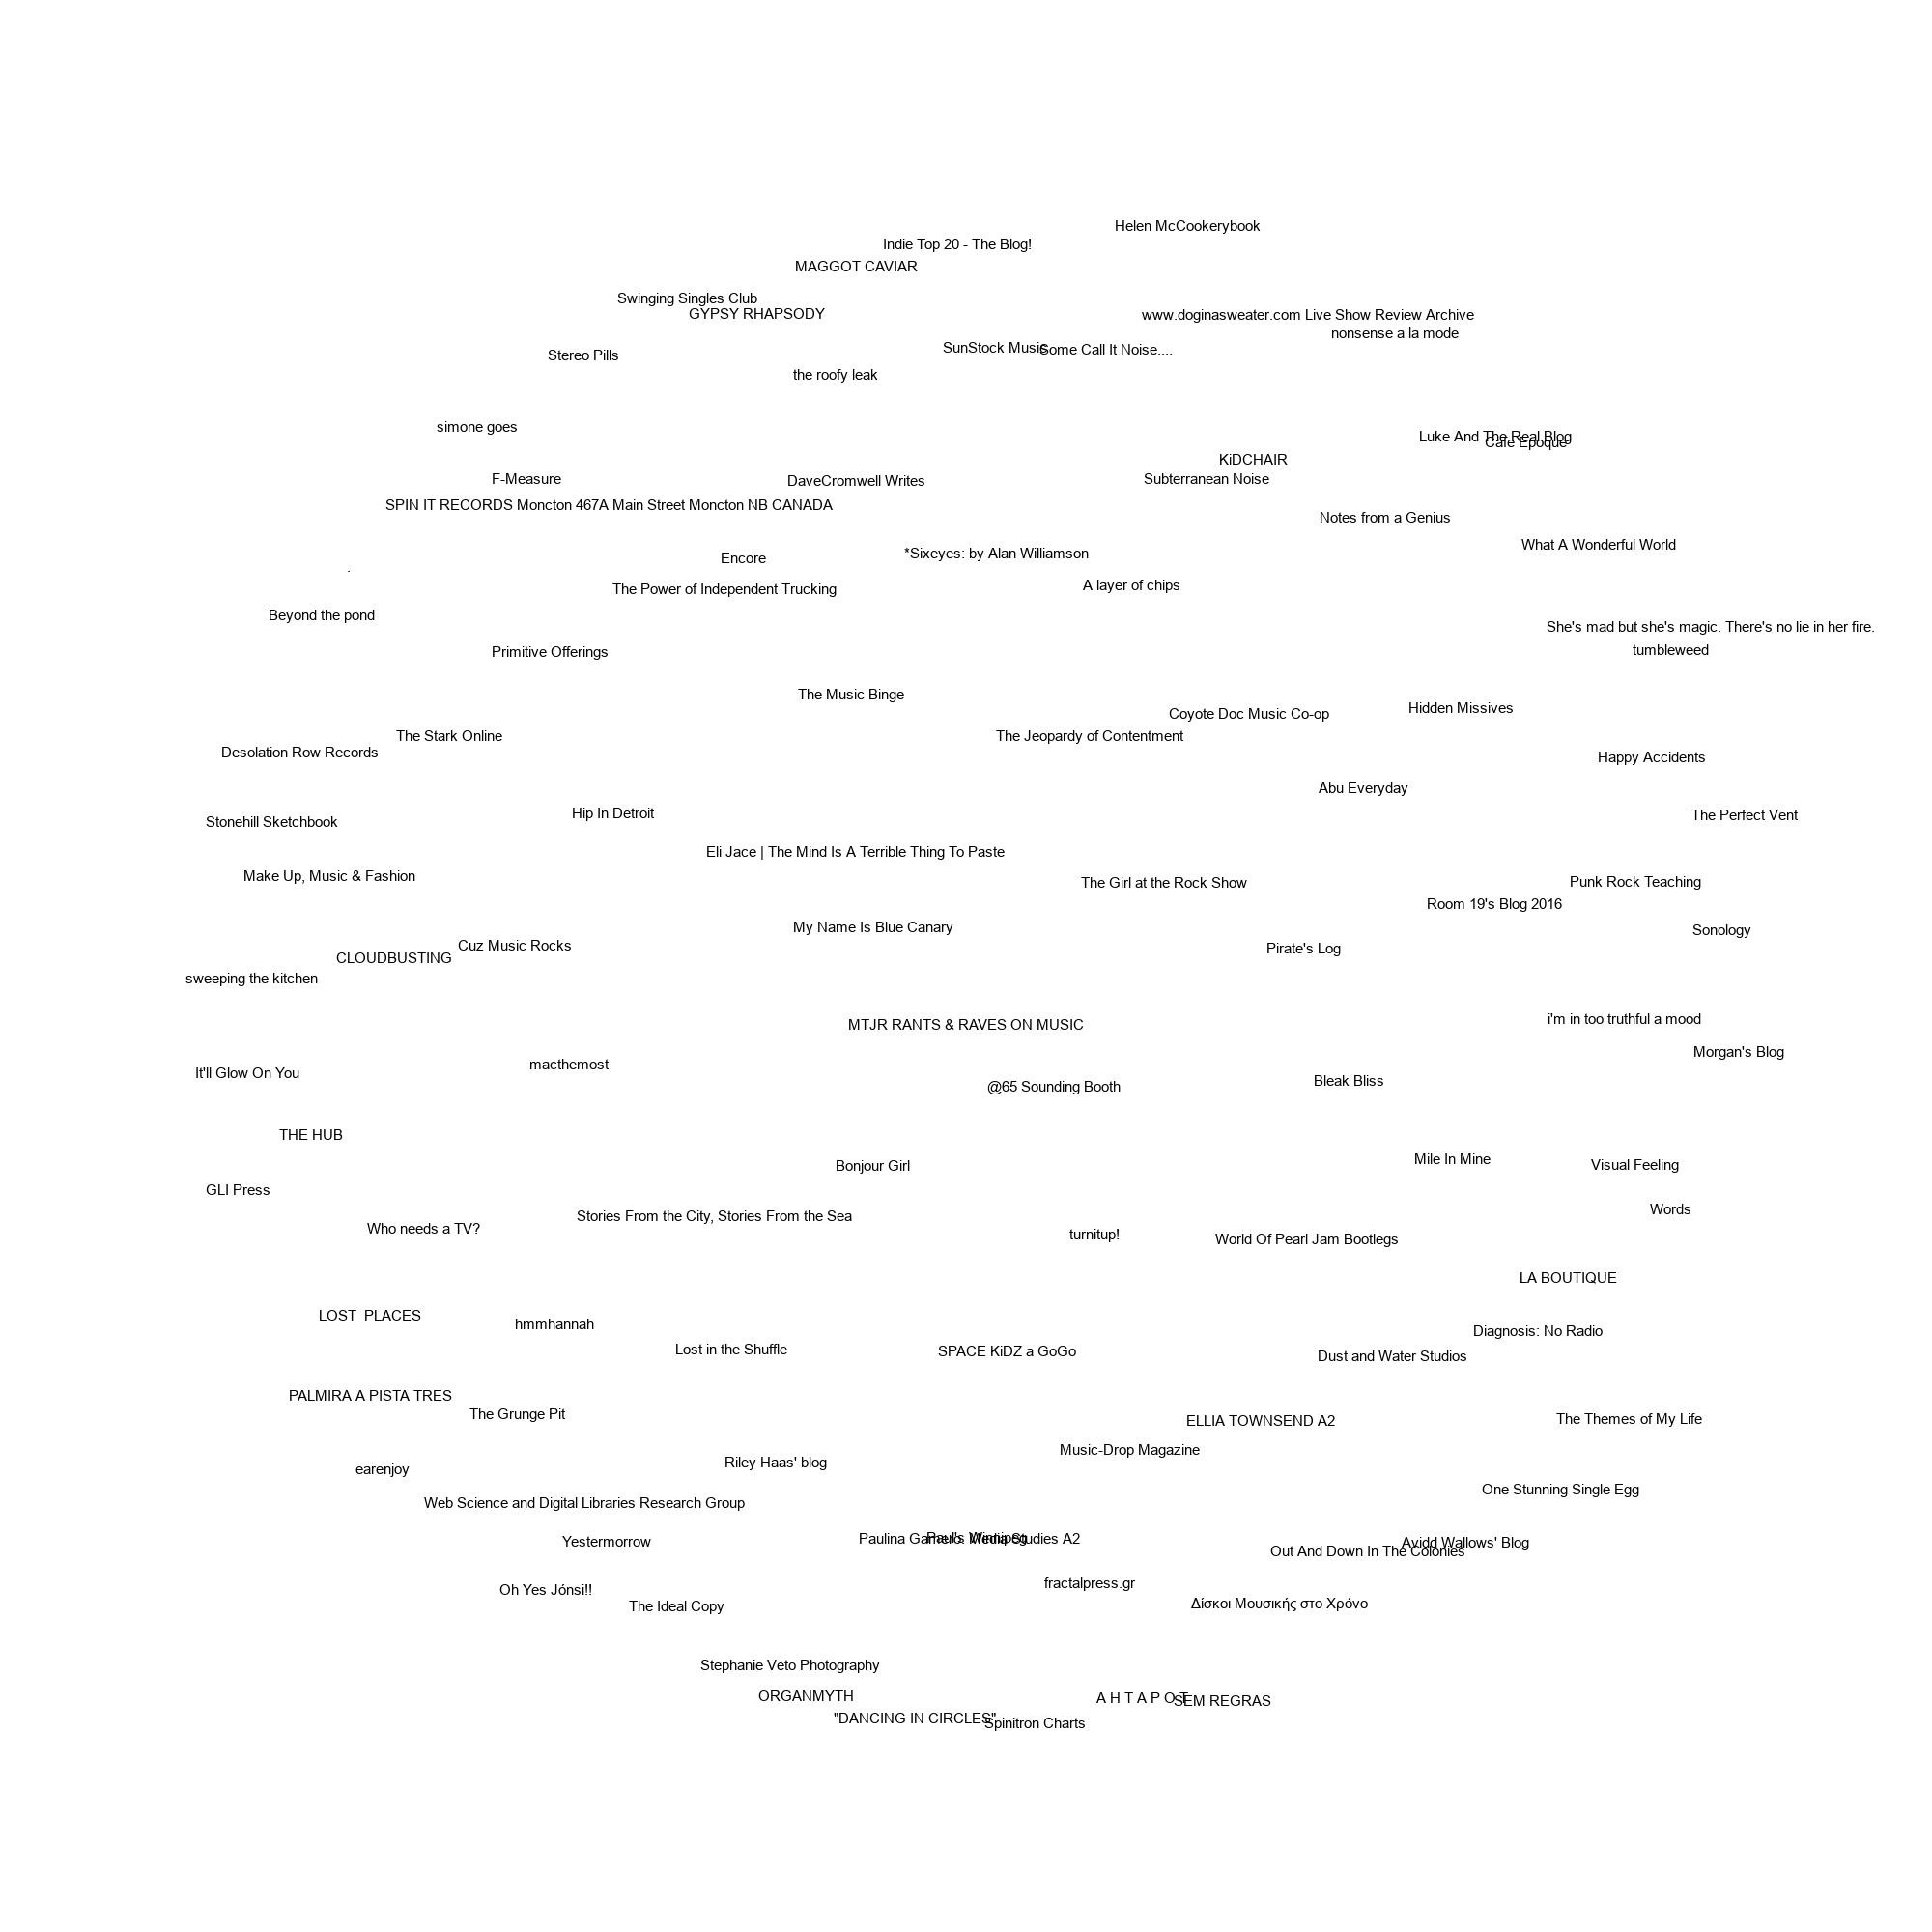 Helen McCookerybook
Indie Top 20 - The Blog!
MAGGOT CAVIAR
Swinging Singles Club
GYPSY RHAPSODY
www.doginasweater.com Live Show Review Archive
nonsense a la mode
SunStock Music
Some Call It Noise....
Stereo Pills
the roofy leak
simone goes
Luke And The Real Blog
Cafe Epoque
KiDCHAIR
F-Measure
DaveCromwell Writes
Subterranean Noise
SPIN IT RECORDS Moncton 467A Main Street Moncton NB CANADA
Notes from a Genius
What A Wonderful World
*Sixeyes: by Alan Williamson
Encore
.
A layer of chips
The Power of Independent Trucking
Beyond the pond
She's mad but she's magic. There's no lie in her fire.
tumbleweed
Primitive Offerings
The Music Binge
Hidden Missives
Coyote Doc Music Co-op
The Stark Online
The Jeopardy of Contentment
Desolation Row Records
Happy Accidents
Abu Everyday
Hip In Detroit
The Perfect Vent
Stonehill Sketchbook
Eli Jace | The Mind Is A Terrible Thing To Paste
Make Up, Music & Fashion
The Girl at the Rock Show
Punk Rock Teaching
Room 19's Blog 2016
My Name Is Blue Canary
Sonology
Cuz Music Rocks
Pirate's Log
CLOUDBUSTING
sweeping the kitchen
i'm in too truthful a mood
MTJR RANTS & RAVES ON MUSIC
Morgan's Blog
macthemost
It'll Glow On You
Bleak Bliss
@65 Sounding Booth
THE HUB
Mile In Mine
Visual Feeling
Bonjour Girl
GLI Press
Words
Stories From the City, Stories From the Sea
Who needs a TV?
turnitup!
World Of Pearl Jam Bootlegs
LA BOUTIQUE
LOST  PLACES
hmmhannah
Diagnosis: No Radio
Lost in the Shuffle
SPACE KiDZ a GoGo
Dust and Water Studios
PALMIRA A PISTA TRES
The Grunge Pit
The Themes of My Life
ELLIA TOWNSEND A2
Music-Drop Magazine
Riley Haas' blog
earenjoy
One Stunning Single Egg
Web Science and Digital Libraries Research Group
Paulina Gamero: Media Studies A2
Paul's Winnipeg
Yestermorrow
Avidd Wallows' Blog
Out And Down In The Colonies
fractalpress.gr
Oh Yes Jónsi!!
Δίσκοι Μουσικής στο Χρόνο
The Ideal Copy
Stephanie Veto Photography
ORGANMYTH
A H T A P O T
SEM REGRAS
"DANCING IN CIRCLES"
Spinitron Charts